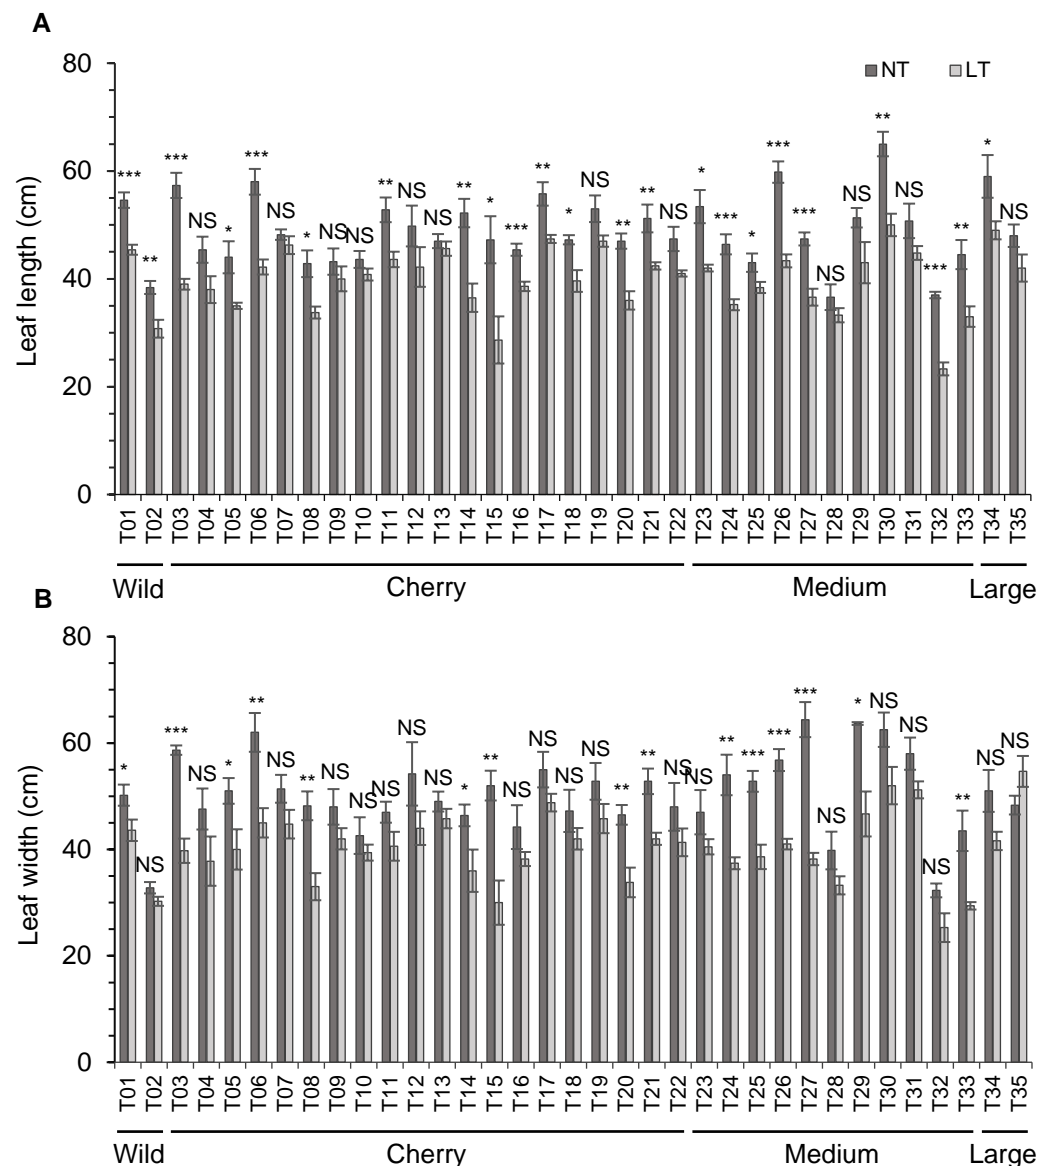 A
80
NT LT
60
40
20
0
Leaf length (cm)
*** ** *** NS * *** NS * NS NS ** NS NS ** * *** ** * NS ** ** NS * *** * *** *** NS NS ** NS *** ** * NS
T01 T02 T03 T04 T05 T06 T07 T08 T09 T10 T11 T12 T13 T14 T15 T16 T17 T18 T19 T20 T21 T22 T23 T24 T25 T26 T27 T28 T29 T30 T31 T32 T33 T34 T35
Wild Cherry Medium Large
B
80
60
40
20
0
Leaf width (cm)
* NS *** NS * ** NS ** NS NS NS NS NS * ** NS NS NS NS ** ** NS NS ** *** *** *** NS * NS NS NS ** NS NS
T01 T02 T03 T04 T05 T06 T07 T08 T09 T10 T11 T12 T13 T14 T15 T16 T17 T18 T19 T20 T21 T22 T23 T24 T25 T26 T27 T28 T29 T30 T31 T32 T33 T34 T35
Wild Cherry Medium Large